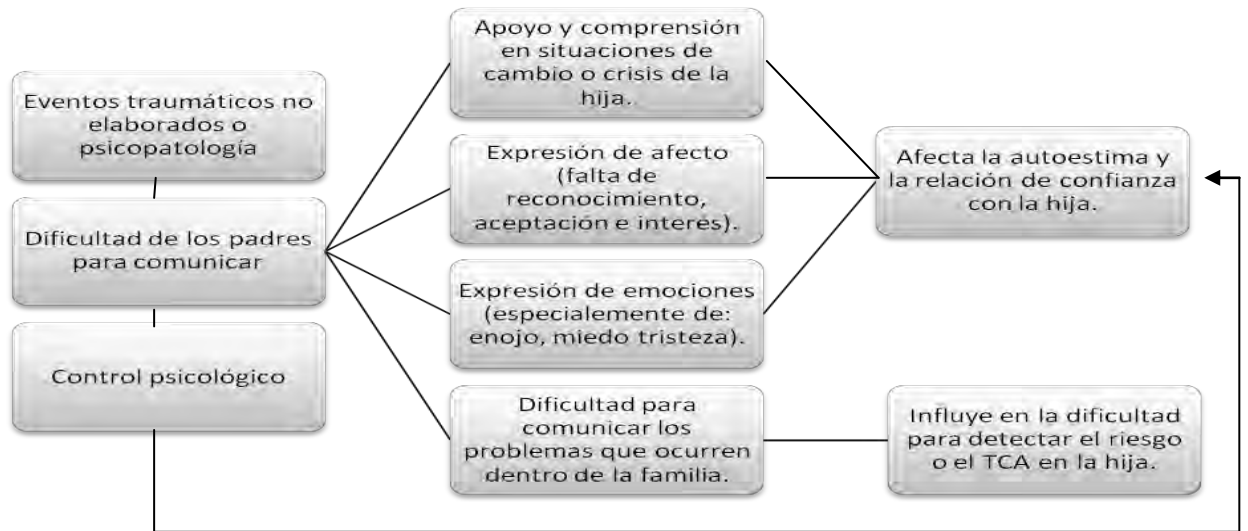 Eventos traumáticos no
elaborados o
psicopatología
Dificultad de los padres
para comunicar
Control psicológico
Apoyo y comprensión
en situaciones de
cambio o crisis de la
hija.
Expresión de afecto
(falta de
reconocimiento,
aceptación e interés).
Expresión de emociones
(especialemente de:
enojo, miedo tristeza).
Dificultad para
comunicar los
problemas que ocurren
dentro de la familia.
Afecta la autoestima y
la relación de confianza
con la hija.
Influye en la dificultad
para detectar el riesgo
o el TCA en la hija.